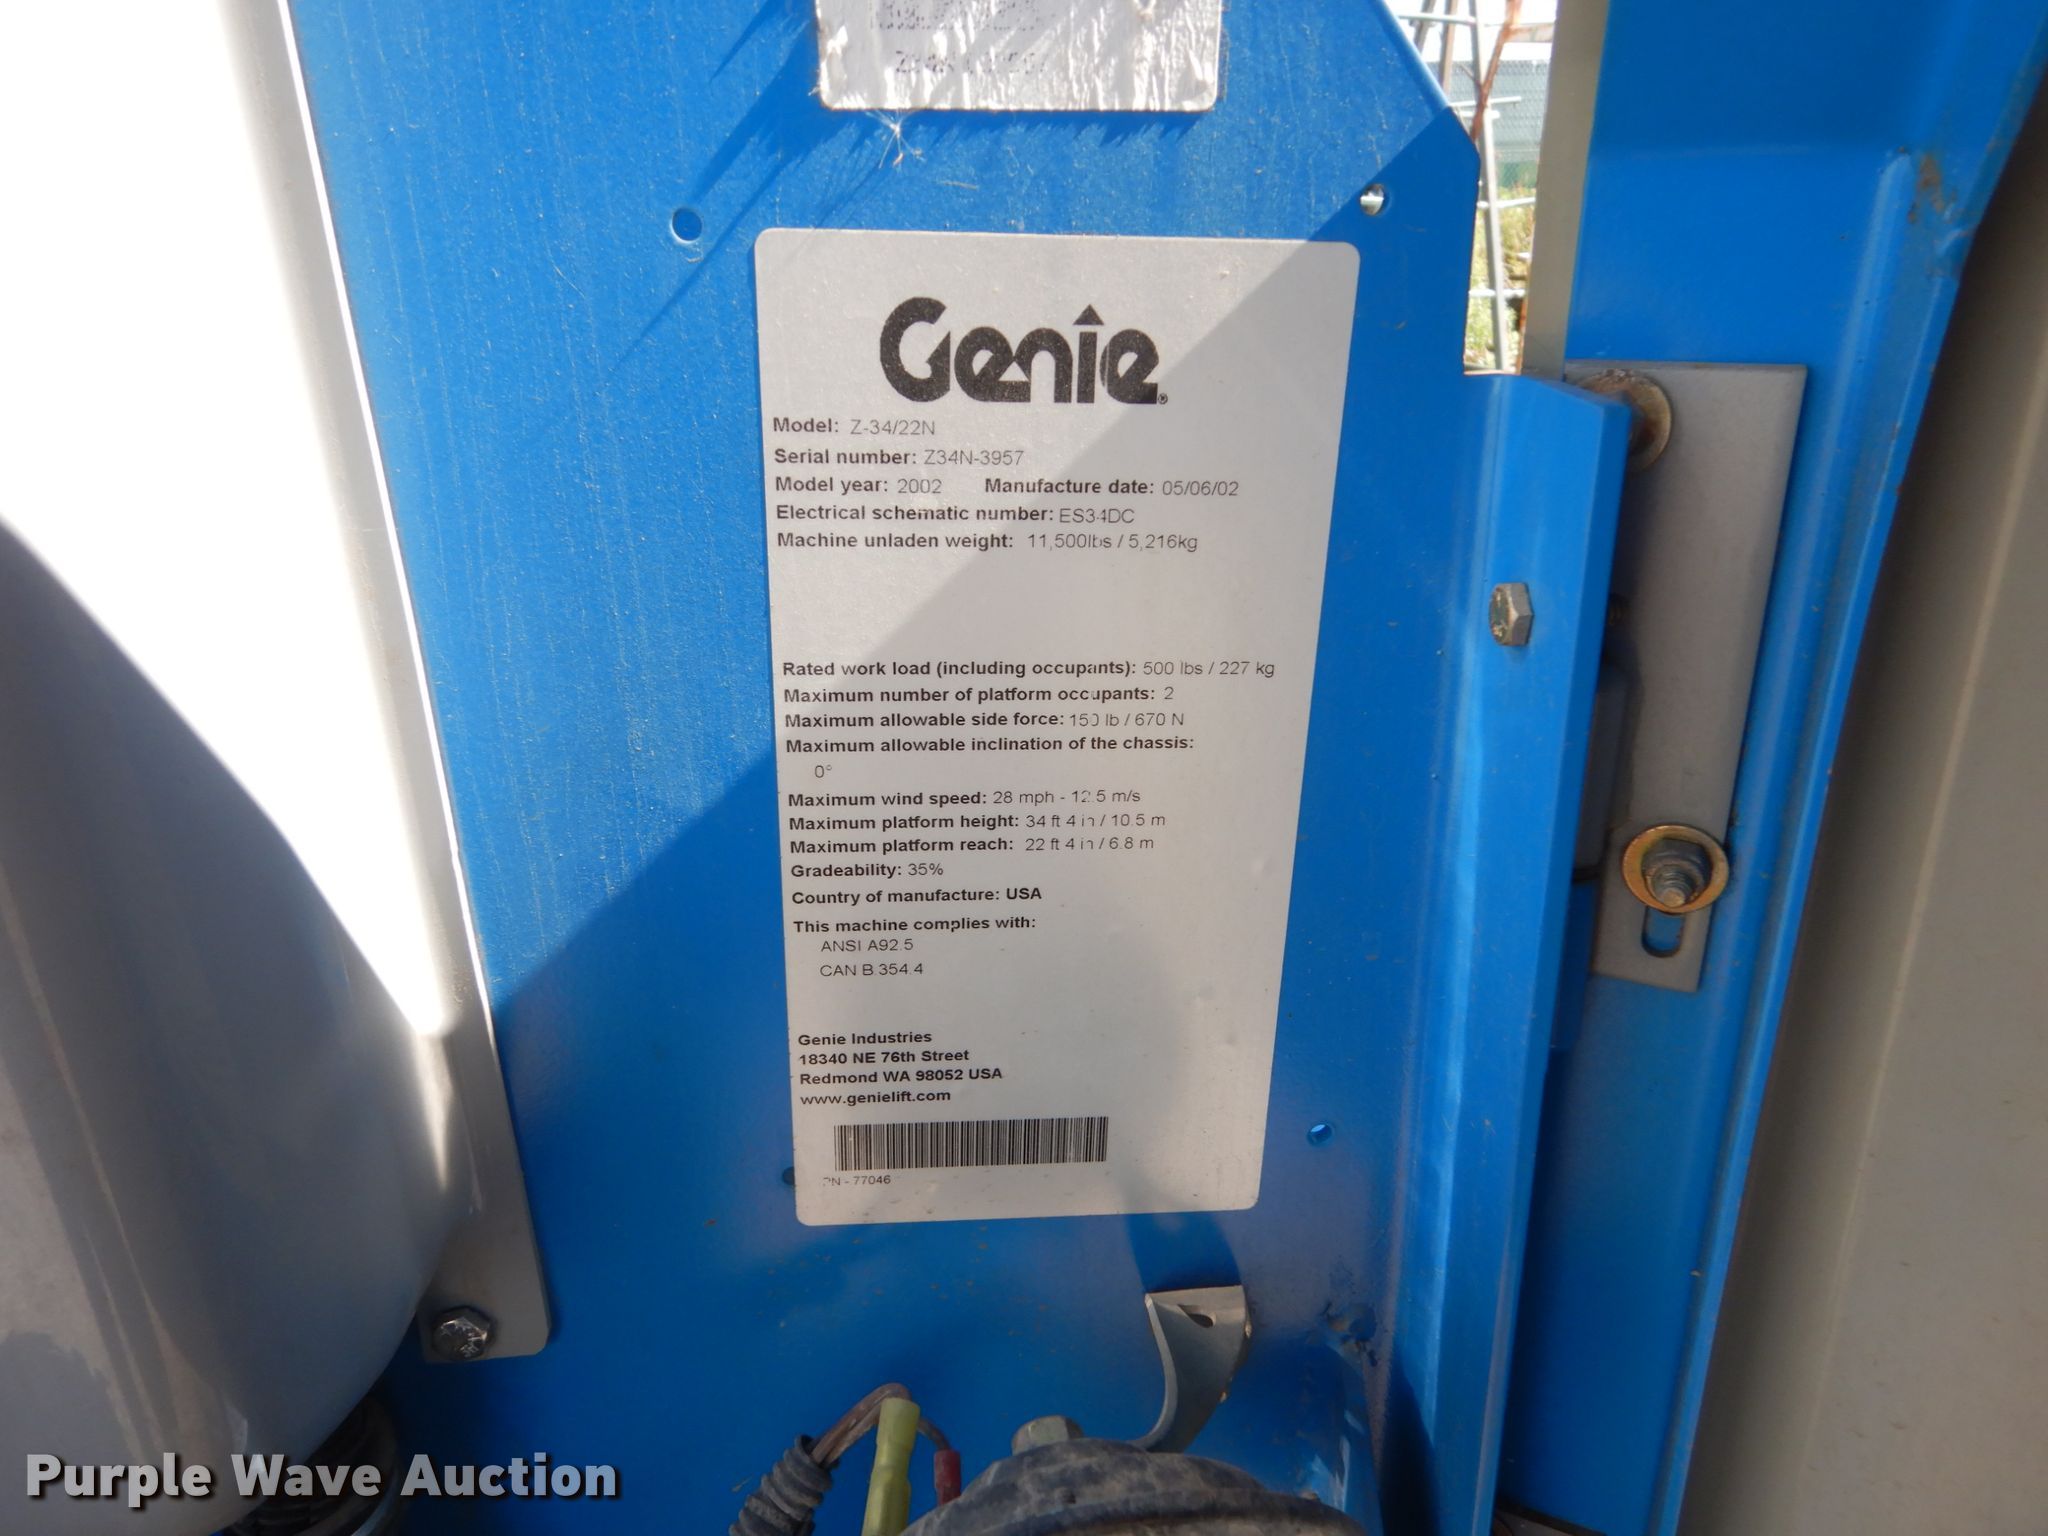 Genie®
Model: Z-34/22N
Serial number: Z34N-3957
Model year: 2002 Manufacture date: 05/06/02
Electrical schematic number: ES34DC
Machine unladen weight: 11,500lbs / 5,216kg
Rated work load (including occupants): 500 lbs / 227 kg
Maximum number of platform occupants: 2
Maximum allowable side force: 150 lb / 670 N
Maximum allowable inclination of the chassis:
0°
Maximum wind speed: 28 mph - 12.5 m/s
Maximum platform height: 34 ft 4 in / 10.5 m
Maximum platform reach: 22 ft 4 in / 6.8 m
Gradeability: 35%
Country of manufacture: USA
This machine complies with:
ANSI A92.5
CAN B.354.4
Genie Industries
18340 NE 76th Street
Redmond WA 98052 USA
www.genielift.com
PN - 77046
Purple Wave Auction